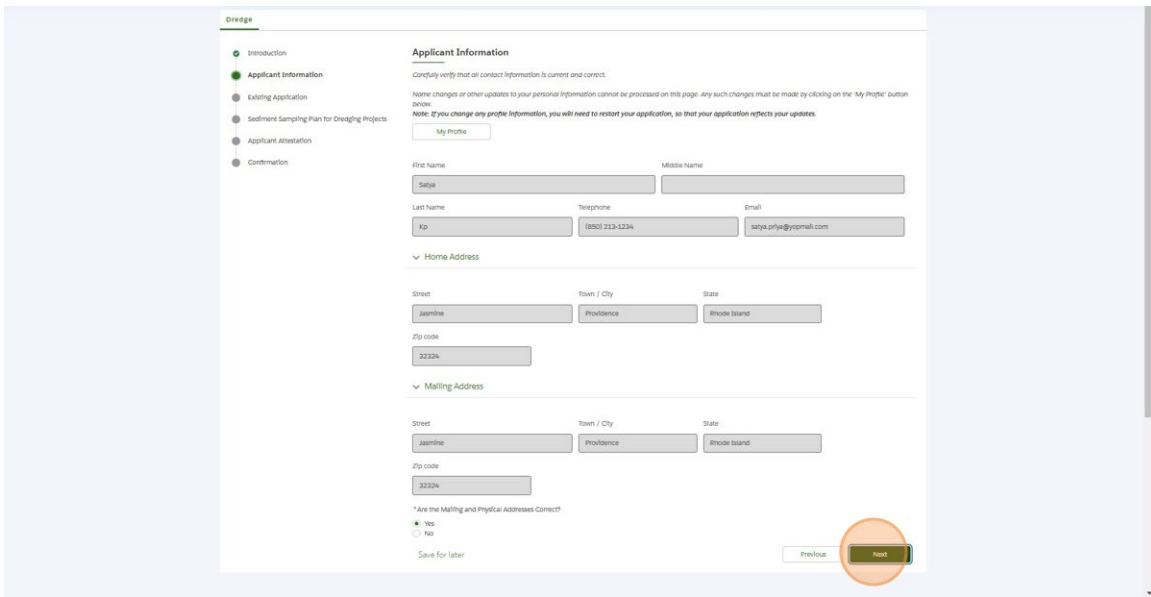 Dredge
Introduction
Applicant Information
Existing Application
Sediment Sampling Plan for Dredging Projects
Applicant Attestation
Confirmation
Applicant Information
Carefully verify that all contact information is current and correct.
Name changes or other updates to your personal information cannot be processed on this page. Any such changes must be made by clicking on the 'My Profile' button
below.
Note: If you change any profile information, you will need to restart your application, so that your application reflects your updates.
My Profile
First Name Middle Name
Satya
Last Name Telephone Email
Kp (850) 213-1234 satya.priya@yopmail.com
Home Address
Street Town / City State
Jasmine Providence Rhode Island
Zip code
32324
Mailing Address
Street Town / City State
Jasmine Providence Rhode Island
Zip code
32324
*Are the Mailing and Physical Addresses Correct?
Yes
No
Save for later Previous Next